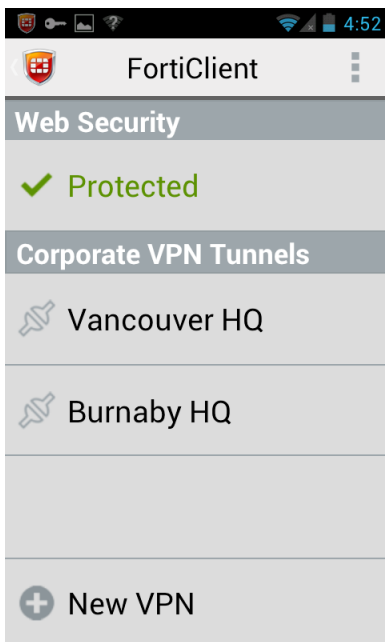 4:52
FortiClient
Web Security
Protected
Corporate VPN Tunnels
Vancouver HQ
Burnaby HQ
New VPN